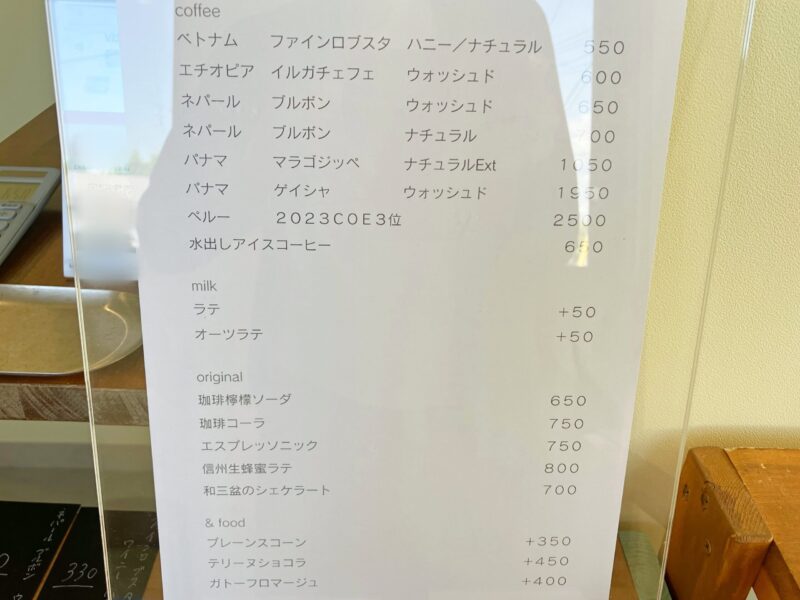 coffee
ベトナム ファインロブスタ ハニー／ナチュラル 550
エチオピア イルガチェフェ ウォッシュド 600
ネパール ブルボン ウォッシュド 650
ネパール ブルボン ナチュラル 700
パナマ マラゴジッペ ナチュラルExt 1050
パナマ ゲイシャ ウォッシュド 1950
ペルー 2023COE3位 2500
水出しアイスコーヒー 650
milk
ラテ +50
オーツラテ +50
original
珈琲檸檬ソーダ 650
珈琲コーラ 750
エスプレッソニック 750
信州生蜂蜜ラテ 800
和三盆のシェケラート 700
& food
プレーンスコーン +350
テリーヌショコラ +450
ガトーフロマージュ +400
330